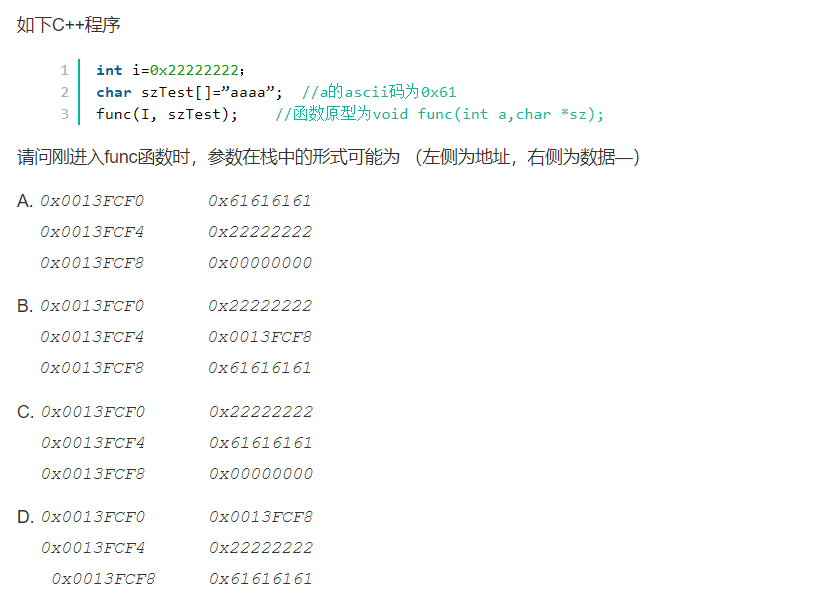 如下C++程序
1 int i=0x22222222;
2 char szTest[]=”aaaa”; //a的ascii码为0x61
3 func(I, szTest); //函数原型为void func(int a,char *sz);
请问刚进入func函数时，参数在栈中的形式可能为 （左侧为地址，右侧为数据—）
A. 0x0013FCF0 0x61616161
0x0013FCF4 0x22222222
0x0013FCF8 0x00000000
B. 0x0013FCF0 0x22222222
0x0013FCF4 0x0013FCF8
0x0013FCF8 0x61616161
C. 0x0013FCF0 0x22222222
0x0013FCF4 0x61616161
0x0013FCF8 0x00000000
D. 0x0013FCF0 0x0013FCF8
0x0013FCF4 0x22222222
0x0013FCF8 0x61616161